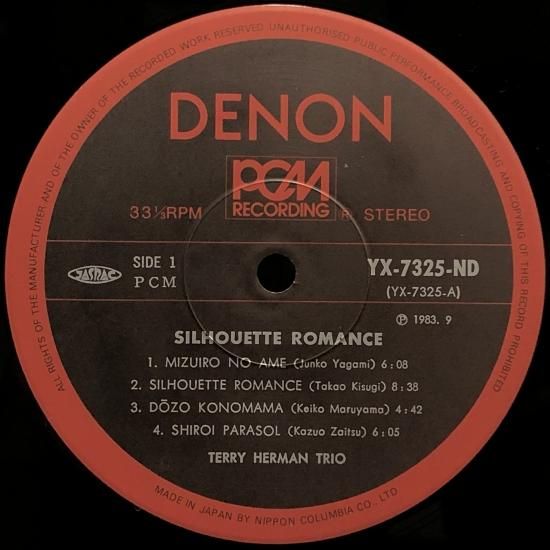 ALL RIGHTS OF THE MANUFACTURER AND OF THE OWNER OF THE RECORDED WORK RESERVED UNAUTHORISED PUBLIC PERFORMANCE BROADCASTING AND COPYING OF THIS RECORD PROHIBITED
DENON
PCM
33 1/3 RPM RECORDING ® STEREO
JASRAC SIDE 1 YX-7325-ND
PCM (YX-7325-A)
℗ 1983. 9
SILHOUETTE ROMANCE
1. MIZUIRO NO AME (Junko Yagami) 6:08
2. SILHOUETTE ROMANCE (Takao Kisugi) 8:38
3. DŌZO KONOMAMA (Keiko Maruyama) 4:42
4. SHIROI PARASOL (Kazuo Zaitsu) 6:05
TERRY HERMAN TRIO
MADE IN JAPAN BY NIPPON COLUMBIA CO., LTD